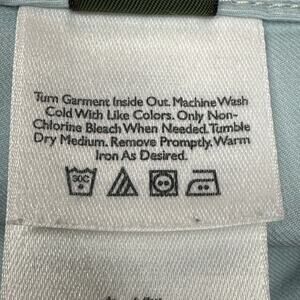 Turn Garment Inside Out. Machine Wash
Cold With Like Colors. Only Non-
Chlorine Bleach When Needed. Tumble
Dry Medium. Remove Promptly. Warm
Iron As Desired.
30C